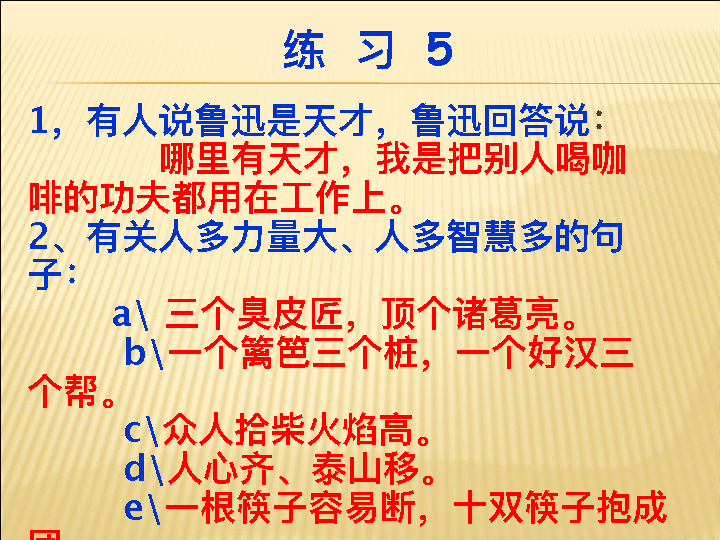 练 习 5
1，有人说鲁迅是天才，鲁迅回答说：
哪里有天才，我是把别人喝咖
啡的功夫都用在工作上。
2、有关人多力量大、人多智慧多的句
子：
a\ 三个臭皮匠，顶个诸葛亮。
b\一个篱笆三个桩，一个好汉三
个帮。
c\众人拾柴火焰高。
d\人心齐、泰山移。
e\一根筷子容易断，十双筷子抱成